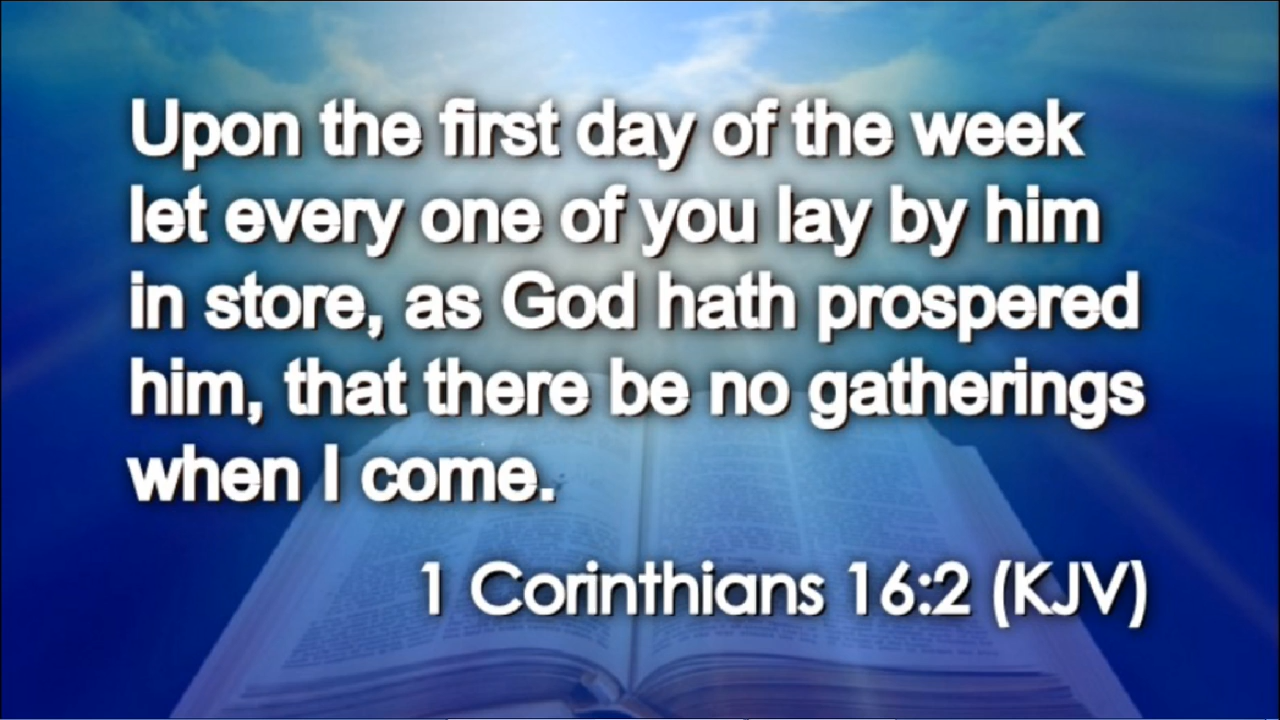 Upon the first day of the week
let every one of you lay by him
in store, as God hath prospered
him, that there be no gatherings
when I come.
1 Corinthians 16:2 (KJV)